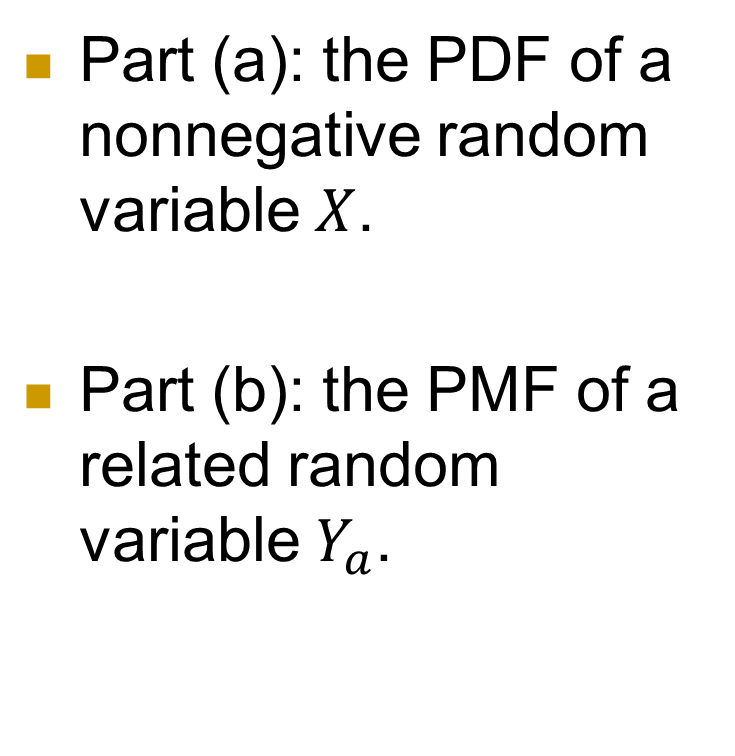 Part (a): the PDF of a
nonnegative random
variable X.
Part (b): the PMF of a
related random
variable Yₐ.